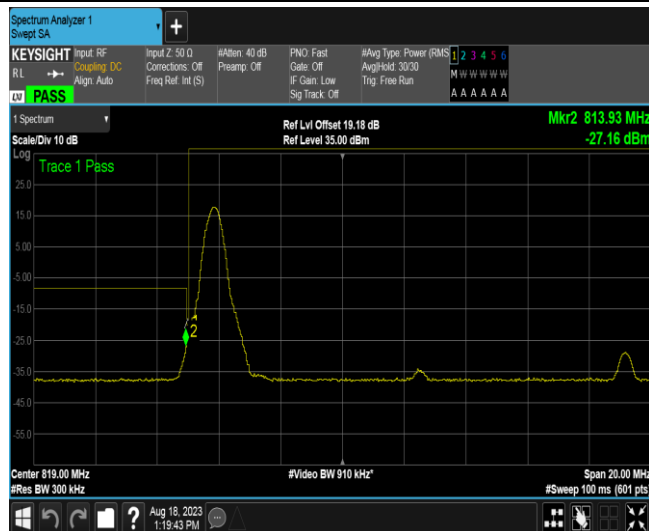 Spectrum Analyzer 1
Swept SA
+
KEYSIGHT Input: RF Input Z: 50 Ω #Atten: 40 dB PNO: Fast #Avg Type: Power (RMS 1 2 3 4 5 6
RL Coupling: DC Corrections: Off Preamp: Off Gate: Off Avg|Hold: 30/30 M W W W W W
Align: Auto Freq Ref: Int (S) IF Gain: Low Trig: Free Run
LXI PASS Sig Track: Off A A A A A A
1 Spectrum Ref Lvl Offset 19.18 dB Mkr2 813.93 MHz
Scale/Div 10 dB Ref Level 35.00 dBm -27.16 dBm
Log
Trace 1 Pass
25.0
15.0
5.00
-5.00
-15.0
2
-25.0
-35.0
-45.0
-55.0
Center 819.00 MHz #Video BW 910 kHz* Span 20.00 MHz
#Res BW 300 kHz #Sweep 100 ms (601 pts)
? Aug 18, 2023
1:19:43 PM